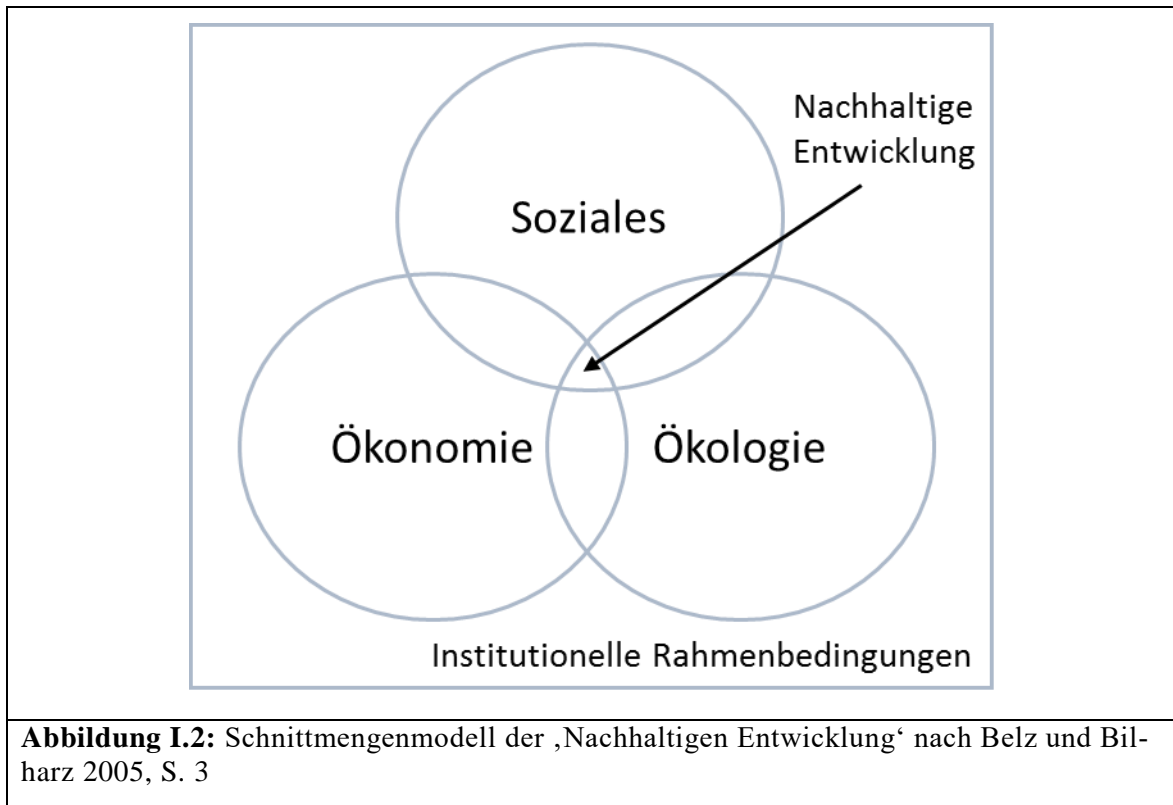 Nachhaltige
Entwicklung
Soziales
Ökonomie
Ökologie
Institutionelle Rahmenbedingungen
Abbildung I.2: Schnittmengenmodell der ‚Nachhaltigen Entwicklung‘ nach Belz und Bil-
harz 2005, S. 3